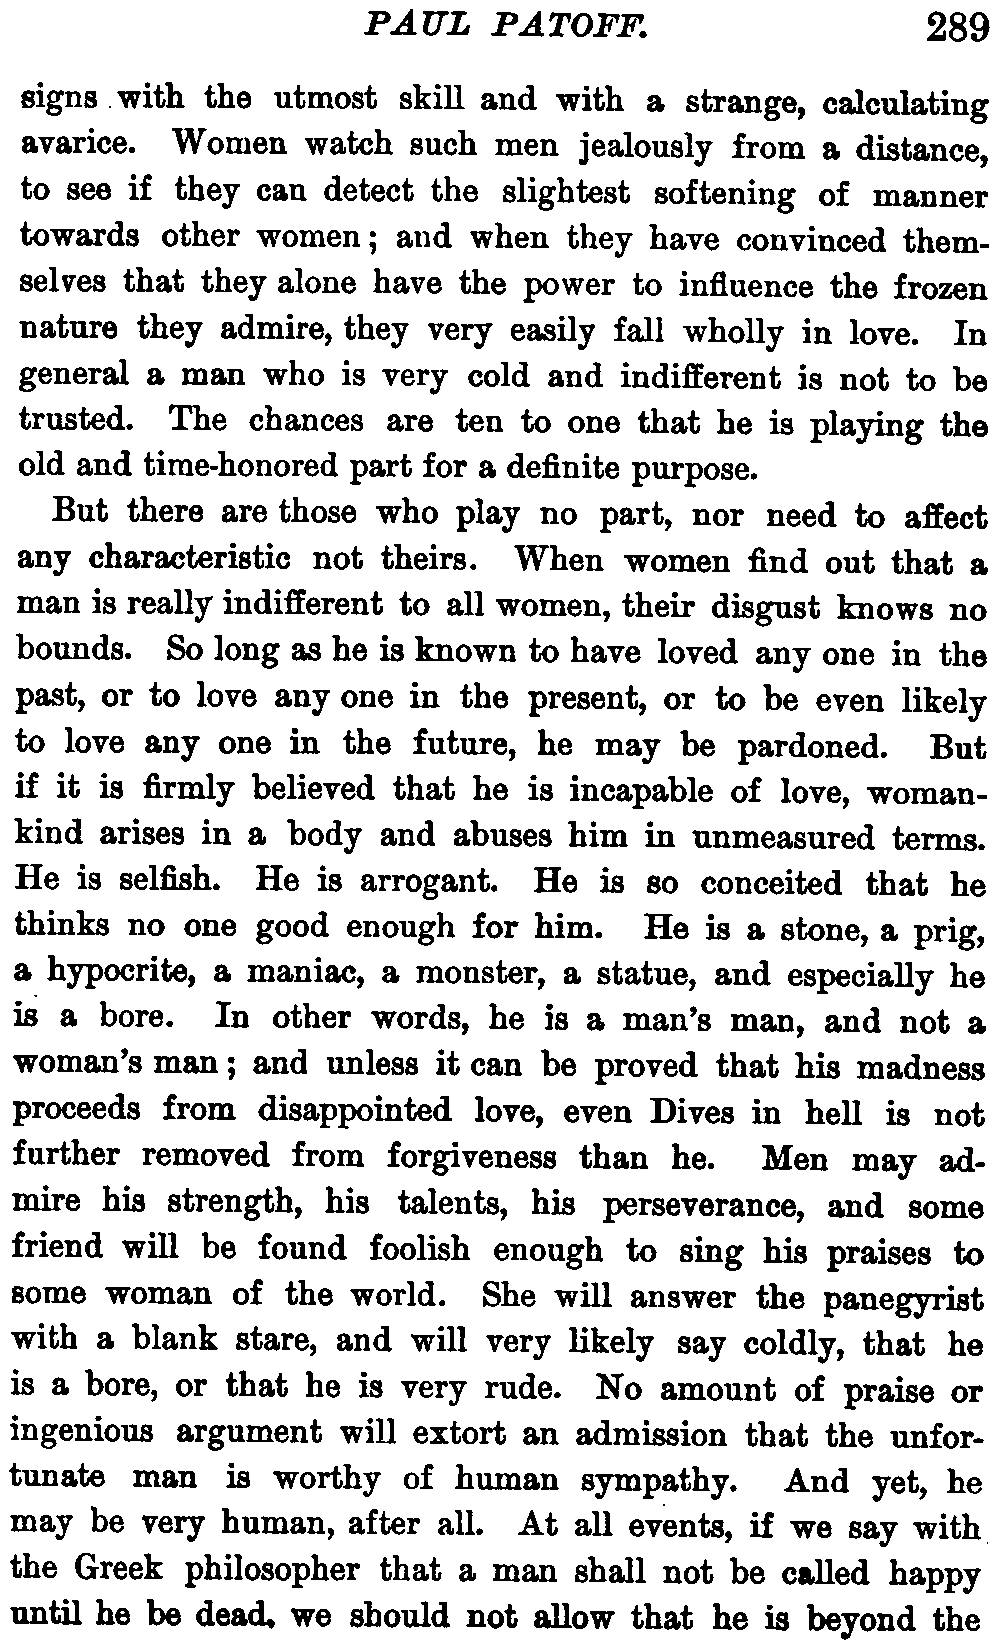 PAUL PATOFF. 289
signs with the utmost skill and with a strange, calculating
avarice. Women watch such men jealously from a distance,
to see if they can detect the slightest softening of manner
towards other women; and when they have convinced them-
selves that they alone have the power to influence the frozen
nature they admire, they very easily fall wholly in love. In
general a man who is very cold and indifferent is not to be
trusted. The chances are ten to one that he is playing the
old and time-honored part for a definite purpose.
But there are those who play no part, nor need to affect
any characteristic not theirs. When women find out that a
man is really indifferent to all women, their disgust knows no
bounds. So long as he is known to have loved any one in the
past, or to love any one in the present, or to be even likely
to love any one in the future, he may be pardoned. But
if it is firmly believed that he is incapable of love, woman-
kind arises in a body and abuses him in unmeasured terms.
He is selfish. He is arrogant. He is so conceited that he
thinks no one good enough for him. He is a stone, a prig,
a hypocrite, a maniac, a monster, a statue, and especially he
is a bore. In other words, he is a man's man, and not a
woman's man; and unless it can be proved that his madness
proceeds from disappointed love, even Dives in hell is not
further removed from forgiveness than he. Men may ad-
mire his strength, his talents, his perseverance, and some
friend will be found foolish enough to sing his praises to
some woman of the world. She will answer the panegyrist
with a blank stare, and will very likely say coldly, that he
is a bore, or that he is very rude. No amount of praise or
ingenious argument will extort an admission that the unfor-
tunate man is worthy of human sympathy. And yet, he
may be very human, after all. At all events, if we say with
the Greek philosopher that a man shall not be called happy
until he be dead, we should not allow that he is beyond the